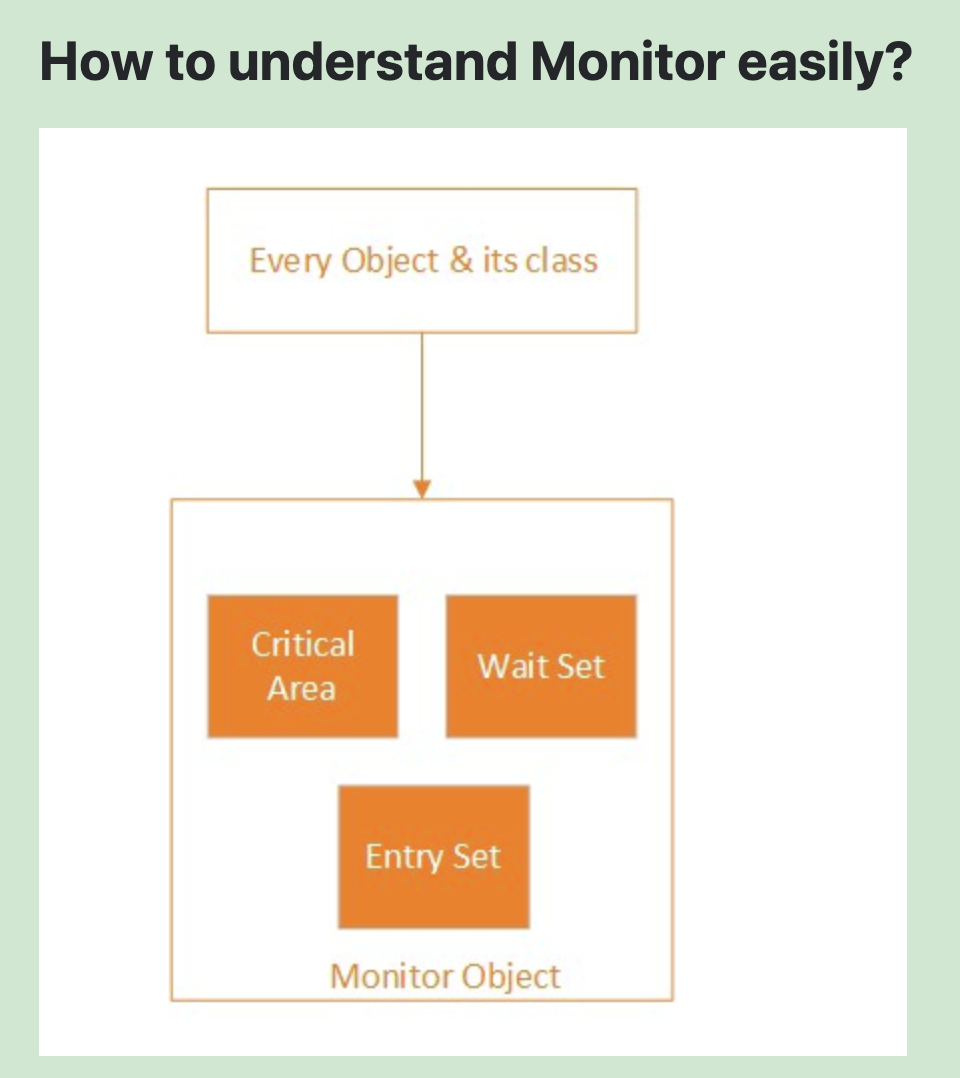 How to understand Monitor easily?
Every Object & its class
Critical
Area
Wait Set
Entry Set
Monitor Object